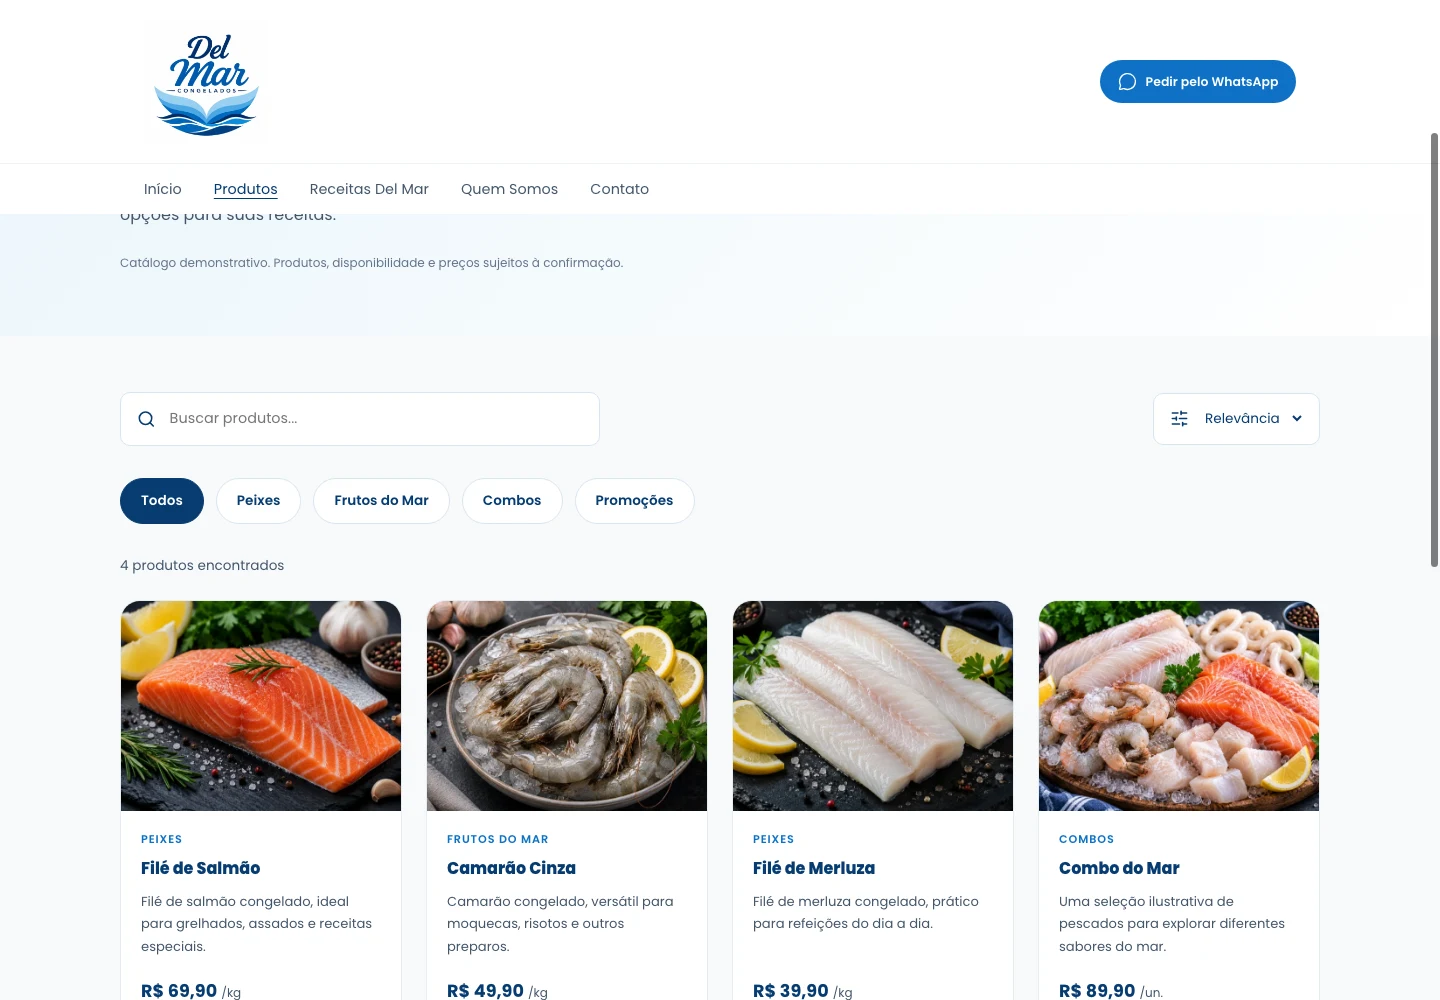 Del
Mar
CONGELADOS
Pedir pelo WhatsApp
Início
Produtos
Receitas Del Mar
Quem Somos
Contato
opções para suas receitas.
Catálogo demonstrativo. Produtos, disponibilidade e preços sujeitos à confirmação.
Buscar produtos...
Relevância
Todos
Peixes
Frutos do Mar
Combos
Promoções
4 produtos encontrados
PEIXES
Filé de Salmão
Filé de salmão congelado, ideal
para grelhados, assados e receitas
especiais.
R$ 69,90 /kg
FRUTOS DO MAR
Camarão Cinza
Camarão congelado, versátil para
moquecas, risotos e outros
preparos.
R$ 49,90 /kg
PEIXES
Filé de Merluza
Filé de merluza congelado, prático
para refeições do dia a dia.
R$ 39,90 /kg
COMBOS
Combo do Mar
Uma seleção ilustrativa de
pescados para explorar diferentes
sabores do mar.
R$ 89,90 /un.